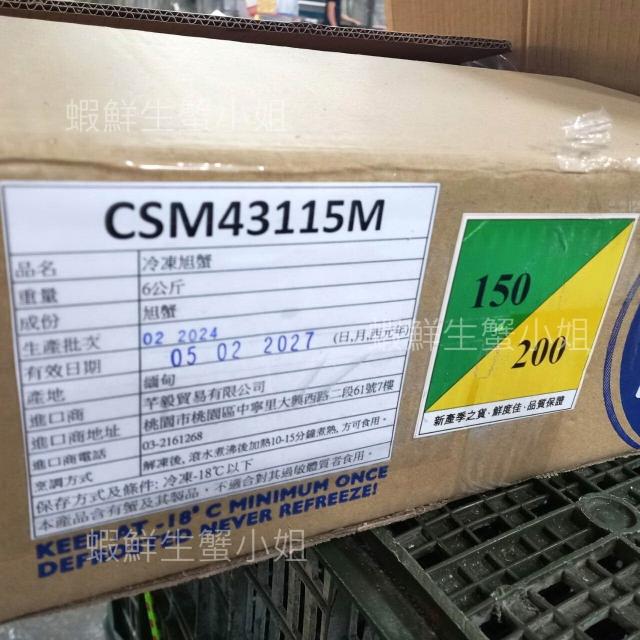 蝦鮮生蟹小姐
CSM43115M
品名 冷凍旭蟹
重量 6公斤
成份 旭蟹
生產批次 02 2024
有效日期 05 02 2027 (日,月,西元年)
產地 緬甸
進口商 芊毅貿易有限公司
進口商地址 桃園市桃園區中寧里大興西路二段61號7樓
進口商電話 03-2161268
烹調方式 解凍後, 滾水煮沸後加熱10-15分鐘煮熟, 方可食用。
保存方式及條件: 冷凍-18℃以下
本產品含有蟹及其製品, 不適合對其過敏體質者食用。
KEEP AT -18°C MINIMUM ONCE
NEVER REFREEZE!
150
200
新產季之貨‧鮮度佳‧品質保證
蝦鮮生蟹小姐
蝦鮮生蟹小姐